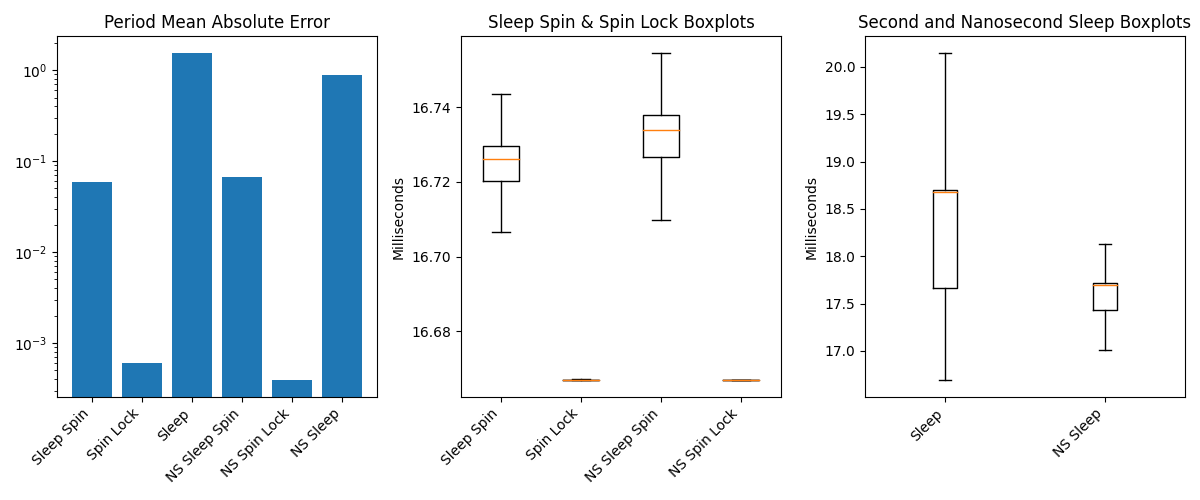 Period Mean Absolute Error
10⁰
10⁻¹
10⁻²
10⁻³
Sleep Spin
Spin Lock
Sleep
NS Sleep Spin
NS Spin Lock
NS Sleep
Sleep Spin & Spin Lock Boxplots
Milliseconds
16.74
16.72
16.70
16.68
Sleep Spin
Spin Lock
NS Sleep Spin
NS Spin Lock
Second and Nanosecond Sleep Boxplots
Milliseconds
20.0
19.5
19.0
18.5
18.0
17.5
17.0
Sleep
NS Sleep